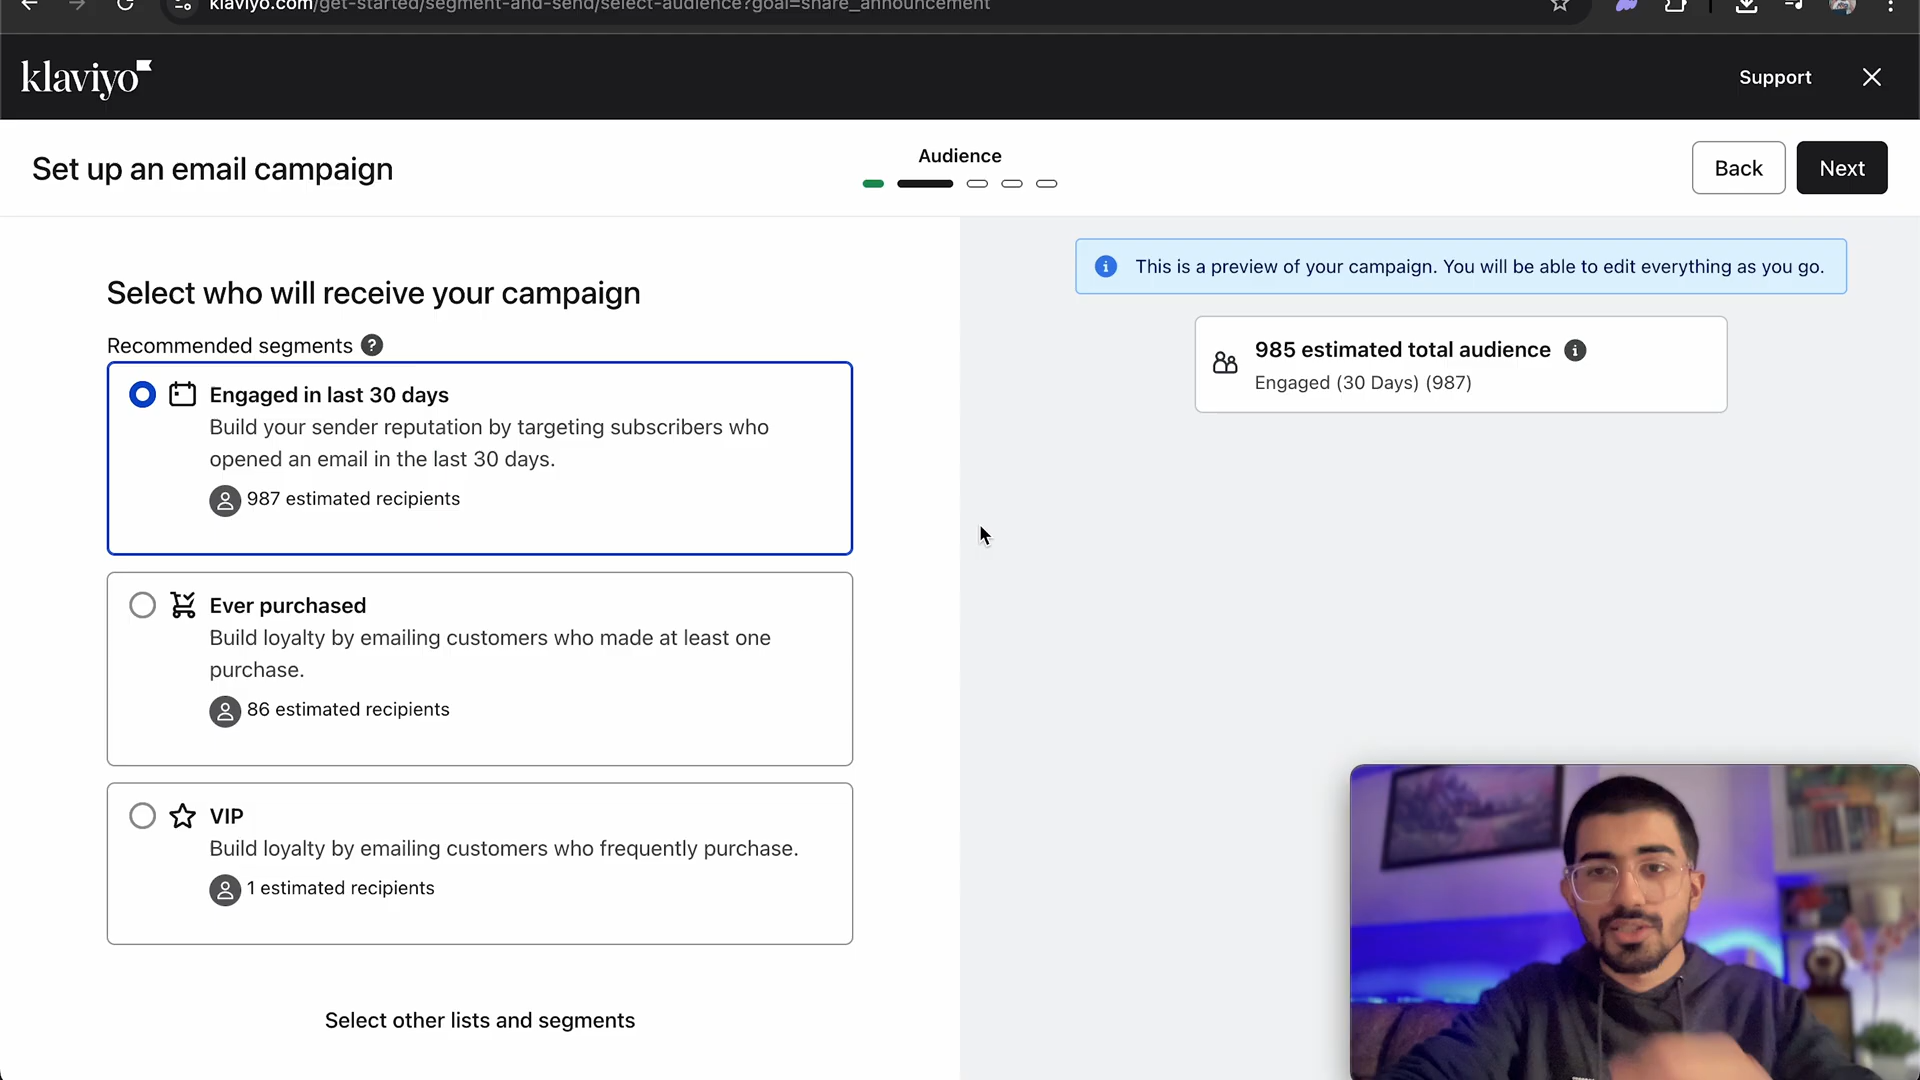 klaviyo.com/get-started/segment-and-send/select-audience?goal=share_announcement
klaviyo
Support
Set up an email campaign
Audience
Back
Next
Select who will receive your campaign
Recommended segments ?
Engaged in last 30 days
Build your sender reputation by targeting subscribers who
opened an email in the last 30 days.
987 estimated recipients
Ever purchased
Build loyalty by emailing customers who made at least one
purchase.
86 estimated recipients
VIP
Build loyalty by emailing customers who frequently purchase.
1 estimated recipients
Select other lists and segments
This is a preview of your campaign. You will be able to edit everything as you go.
985 estimated total audience
Engaged (30 Days) (987)